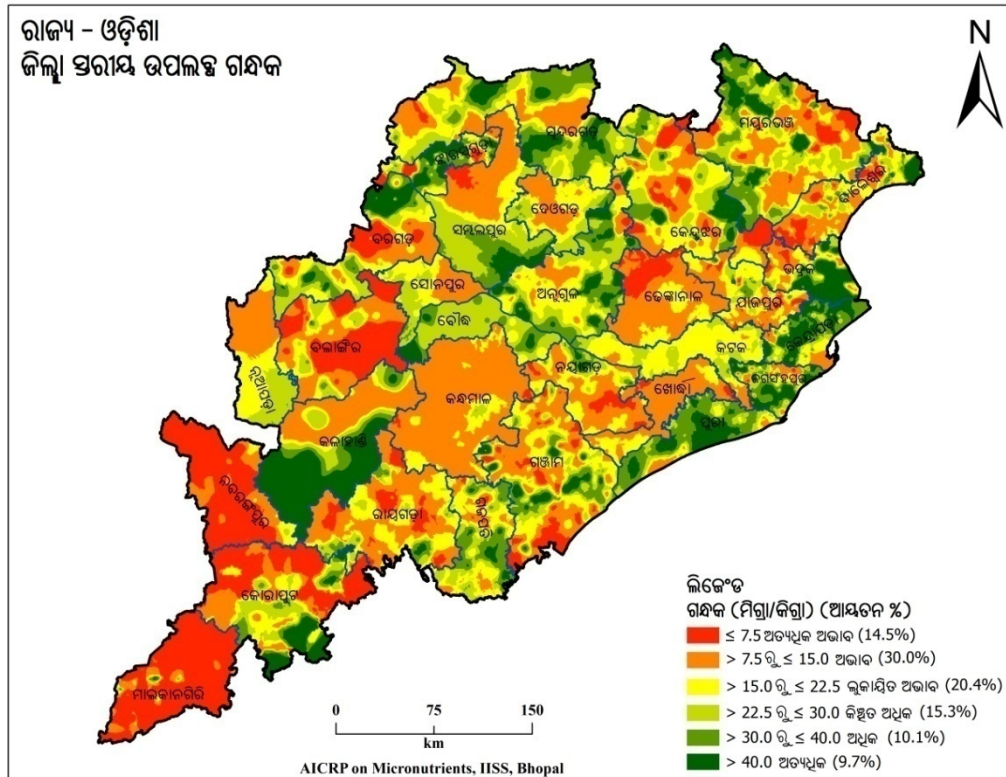 ରାଜ୍ୟ - ଓଡ଼ିଶା
ଜିଲ୍ଲା ସ୍ତରୀୟ ଉପଲବ୍ଧ ଗନ୍ଧକ
N
ମୟୂରଭଞ୍ଜ
ସୁନ୍ଦରଗଡ଼
ଝାରସୁଗୁଡ଼ା
ବାଲେଶ୍ୱର
ଦେଓଗଡ଼
ସମ୍ବଲପୁର
କେନ୍ଦୁଝର
ବରଗଡ଼
ଭଦ୍ରକ
ସୋନପୁର
ଅନୁଗୁଳ
ଢେଙ୍କାନାଳ
ଯାଜପୁର
ବୌଦ୍ଧ
କେନ୍ଦ୍ରାପଡ଼ା
ବଲାଙ୍ଗିର
କଟକ
ନୟାଗଡ଼
ନୁଆପଡ଼ା
ଜଗତସିଂହପୁର
କନ୍ଧମାଳ
ଖୋର୍ଦ୍ଧା
ପୁରୀ
କଳାହାଣ୍ଡି
ଗଞ୍ଜାମ
ନବରଙ୍ଗପୁର
ରାୟଗଡ଼ା
କୋରାପୁଟ
ମାଲକାନଗିରି
ଲିଜେଂଡ
ଗନ୍ଧକ (ମିଗ୍ରା/କିଗ୍ରା) (ଆୟତନ %)
≤ 7.5 ଅତ୍ୟଧିକ ଅଭାବ (14.5%)
> 7.5 ରୁ ≤ 15.0 ଅଭାବ (30.0%)
> 15.0 ରୁ ≤ 22.5 ଲୁକାୟିତ ଅଭାବ (20.4%)
> 22.5 ରୁ ≤ 30.0 କିଞ୍ଚିତ ଅଧିକ (15.3%)
> 30.0 ରୁ ≤ 40.0 ଅଧିକ (10.1%)
> 40.0 ଅତ୍ୟଧିକ (9.7%)
0 75 150
km
AICRP on Micronutrients, IISS, Bhopal